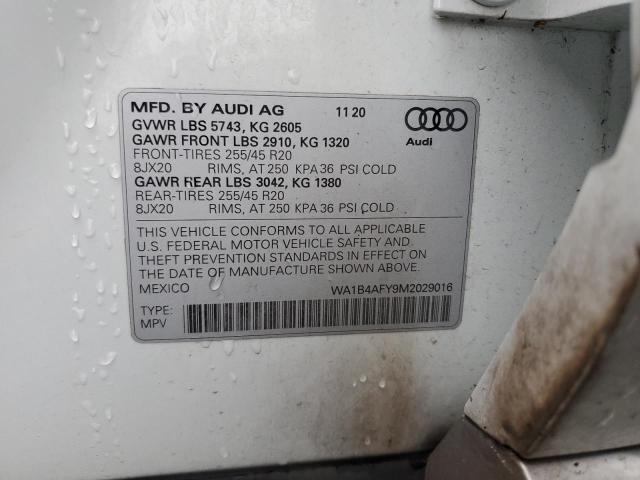 MFD. BY AUDI AG 11 20
GVWR LBS 5743, KG 2605
GAWR FRONT LBS 2910, KG 1320
FRONT-TIRES 255/45 R20
8JX20 RIMS, AT 250 KPA 36 PSI COLD
GAWR REAR LBS 3042, KG 1380
REAR-TIRES 255/45 R20
8JX20 RIMS, AT 250 KPA 36 PSI COLD
Audi
THIS VEHICLE CONFORMS TO ALL APPLICABLE
U.S. FEDERAL MOTOR VEHICLE SAFETY AND
THEFT PREVENTION STANDARDS IN EFFECT ON
THE DATE OF MANUFACTURE SHOWN ABOVE.
MEXICO WA1B4AFY9M2029016
TYPE:
MPV